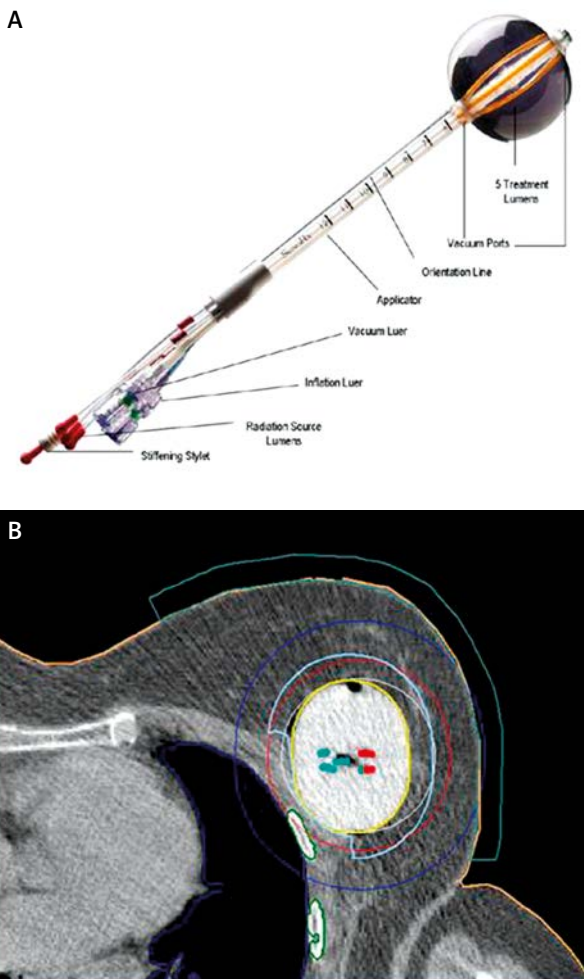 A
5 Treatment
Lumens
Vacuum Ports
Orientation Line
Applicator
Vacuum Luer
Inflation Luer
Radiation Source
Lumens
Stiffening Stylet
B